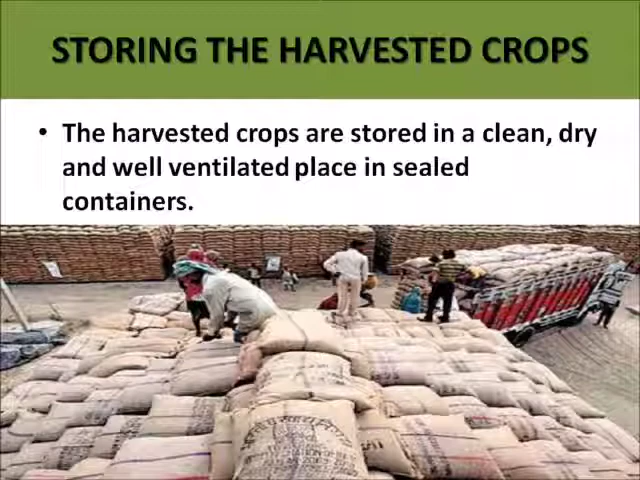 STORING THE HARVESTED CROPS
• The harvested crops are stored in a clean, dry
and well ventilated place in sealed
containers.